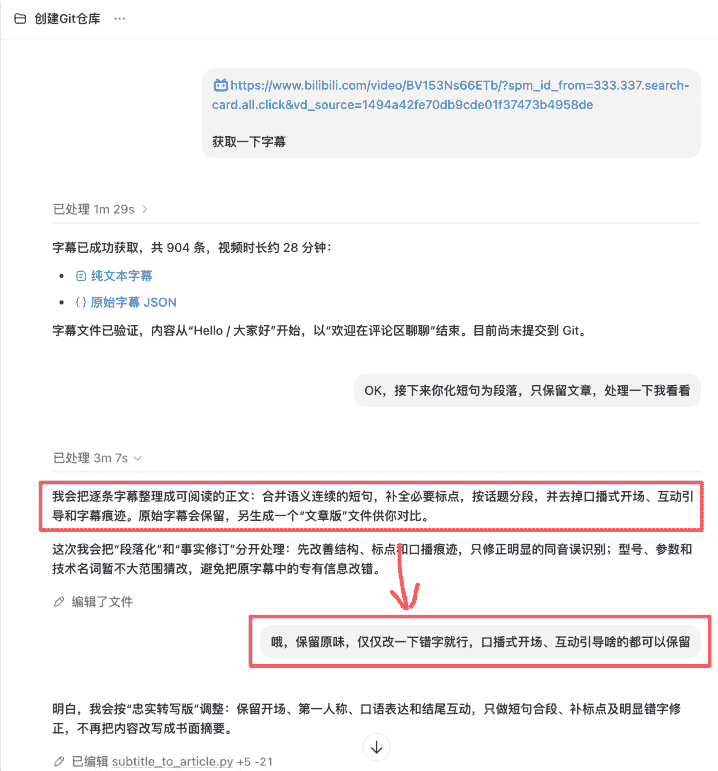 创建Git仓库 ···
https://www.bilibili.com/video/BV153Ns66ETb/?spm_id_from=333.337.search-
card.all.click&vd_source=1494a42fe70db9cde01f37473b4958de
获取一下字幕
已处理 1m 29s >
字幕已成功获取，共 904 条，视频时长约 28 分钟：
• 纯文本字幕
• {} 原始字幕 JSON
字幕文件已验证，内容从“Hello / 大家好”开始，以“欢迎在评论区聊聊”结束。目前尚未提交到 Git。
OK，接下来你化短句为段落，只保留文章，处理一下我看看
已处理 3m 7s
我会把逐条字幕整理成可阅读的正文：合并语义连续的短句，补全必要标点，按话题分段，并去掉口播式开场、互动引
导和字幕痕迹。原始字幕会保留，另生成一个“文章版”文件供你对比。
这次我会把“段落化”和“事实修订”分开处理：先改善结构、标点和口播痕迹，只修正明显的同音误识别；型号、参数和
技术名词暂不大范围猜改，避免把原字幕中的专有信息改错。
编辑了文件
哦，保留原味，仅仅改一下错字就行，口播式开场、互动引导啥的都可以保留
明白，我会按“忠实转写版”调整：保留开场、第一人称、口语表达和结尾互动，只做短句合段、补标点及明显错字修
正，不再把内容改写成书面摘要。
已编辑 subtitle_to_article.py +5 -21